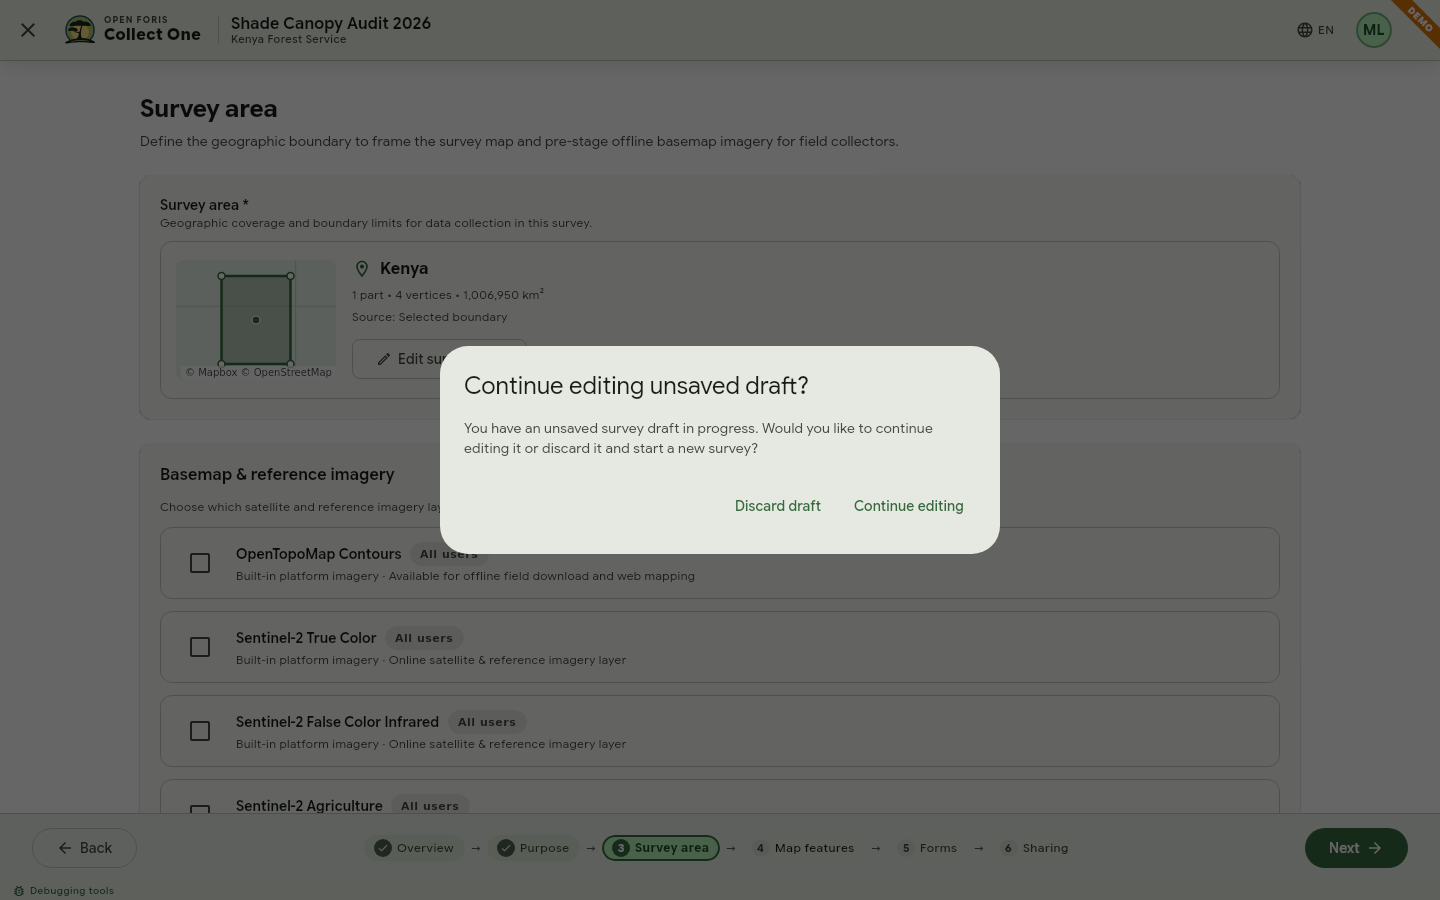 OPEN FORIS
Collect One
Shade Canopy Audit 2026
Kenya Forest Service
EN
ML
DEMO
Survey area
Define the geographic boundary to frame the survey map and pre-stage offline basemap imagery for field collectors.
Survey area *
Geographic coverage and boundary limits for data collection in this survey.
Kenya
1 part • 4 vertices • 1,006,950 km²
Source: Selected boundary
Edit sur
© Mapbox © OpenStreetMap
Continue editing unsaved draft?
You have an unsaved survey draft in progress. Would you like to continue
editing it or discard it and start a new survey?
Discard draft
Continue editing
Basemap & reference imagery
Choose which satellite and reference imagery lay
OpenTopoMap Contours
All users
Built-in platform imagery · Available for offline field download and web mapping
Sentinel-2 True Color
All users
Built-in platform imagery · Online satellite & reference imagery layer
Sentinel-2 False Color Infrared
All users
Built-in platform imagery · Online satellite & reference imagery layer
Sentinel-2 Agriculture
All users
Back
Overview → Purpose → 3 Survey area → 4 Map features → 5 Forms → 6 Sharing
Next
Debugging tools